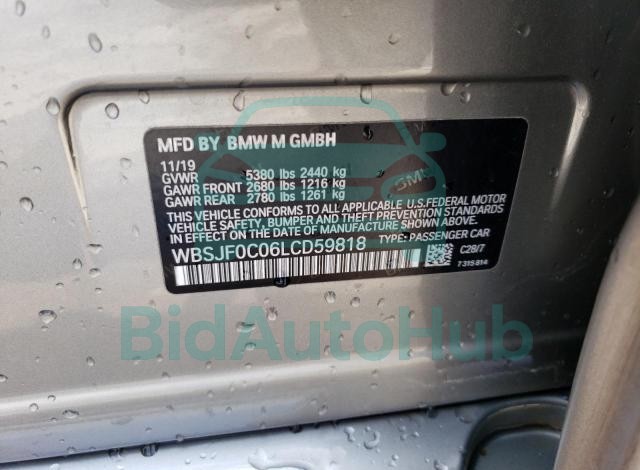 MFD BY BMW M GMBH
11/19
GVWR 5380 lbs 2440 kg
GAWR FRONT 2680 lbs 1216 kg
GAWR REAR 2780 lbs 1261 kg
THIS VEHICLE CONFORMS TO ALL APPLICABLE U.S.FEDERAL MOTOR
VEHICLE SAFETY, BUMPER AND THEFT PREVENTION STANDARDS
IN EFFECT ON THE DATE OF MANUFACTURE SHOWN ABOVE.
WBSJF0C06LCD59818 TYPE: PASSENGER CAR
C28/7
7 315 814
BidAutoHub